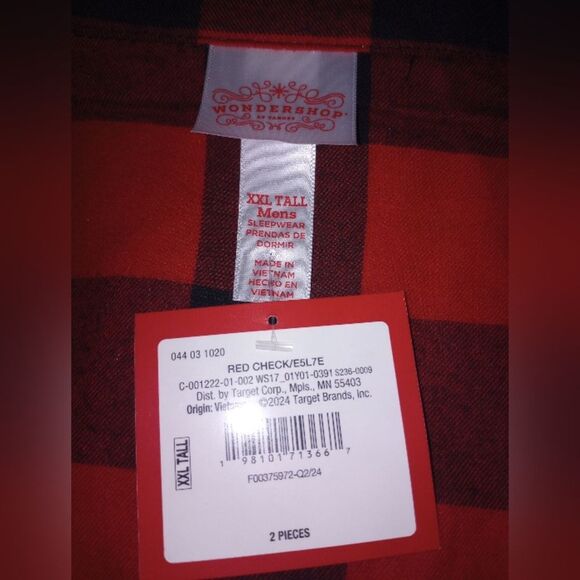 WONDERSHOP
BY TARGET
XXL TALL
Mens
SLEEPWEAR
PRENDAS DE
DORMIR
MADE IN
VIETNAM
HECHO EN
VIETNAM
044 03 1020
RED CHECK/E5L7E
C-001222-01-002 WS17_01Y01-0391 S236-0009
Dist. by Target Corp., Mpls., MN 55403
Origin: ©2024 Target Brands, Inc.
XXL TALL
1 98101 71366 7
F00375972-Q2/24
2 PIECES